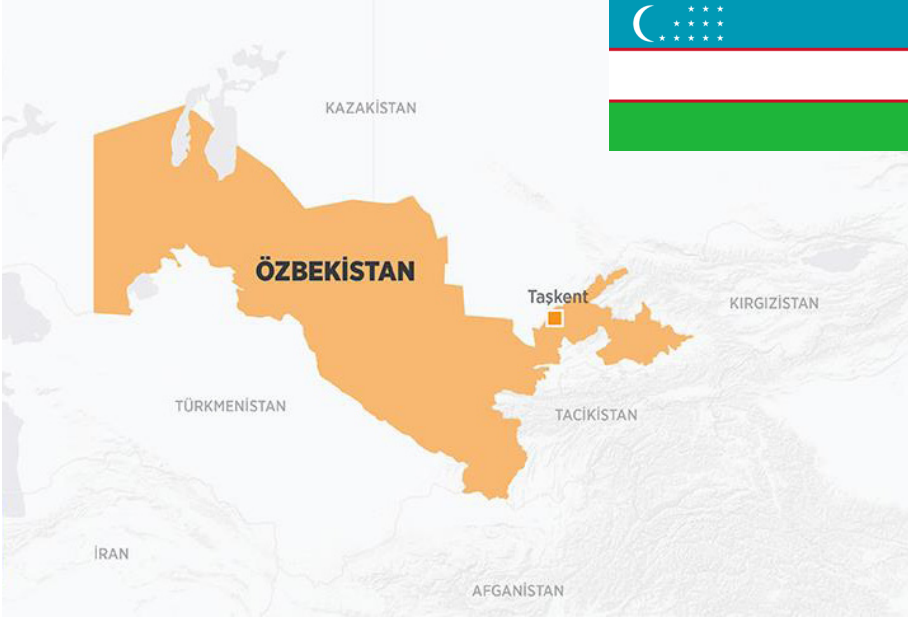 KAZAKİSTAN
ÖZBEKİSTAN
Taşkent
KIRGIZİSTAN
TÜRKMENİSTAN
TACİKİSTAN
İRAN
AFGANİSTAN